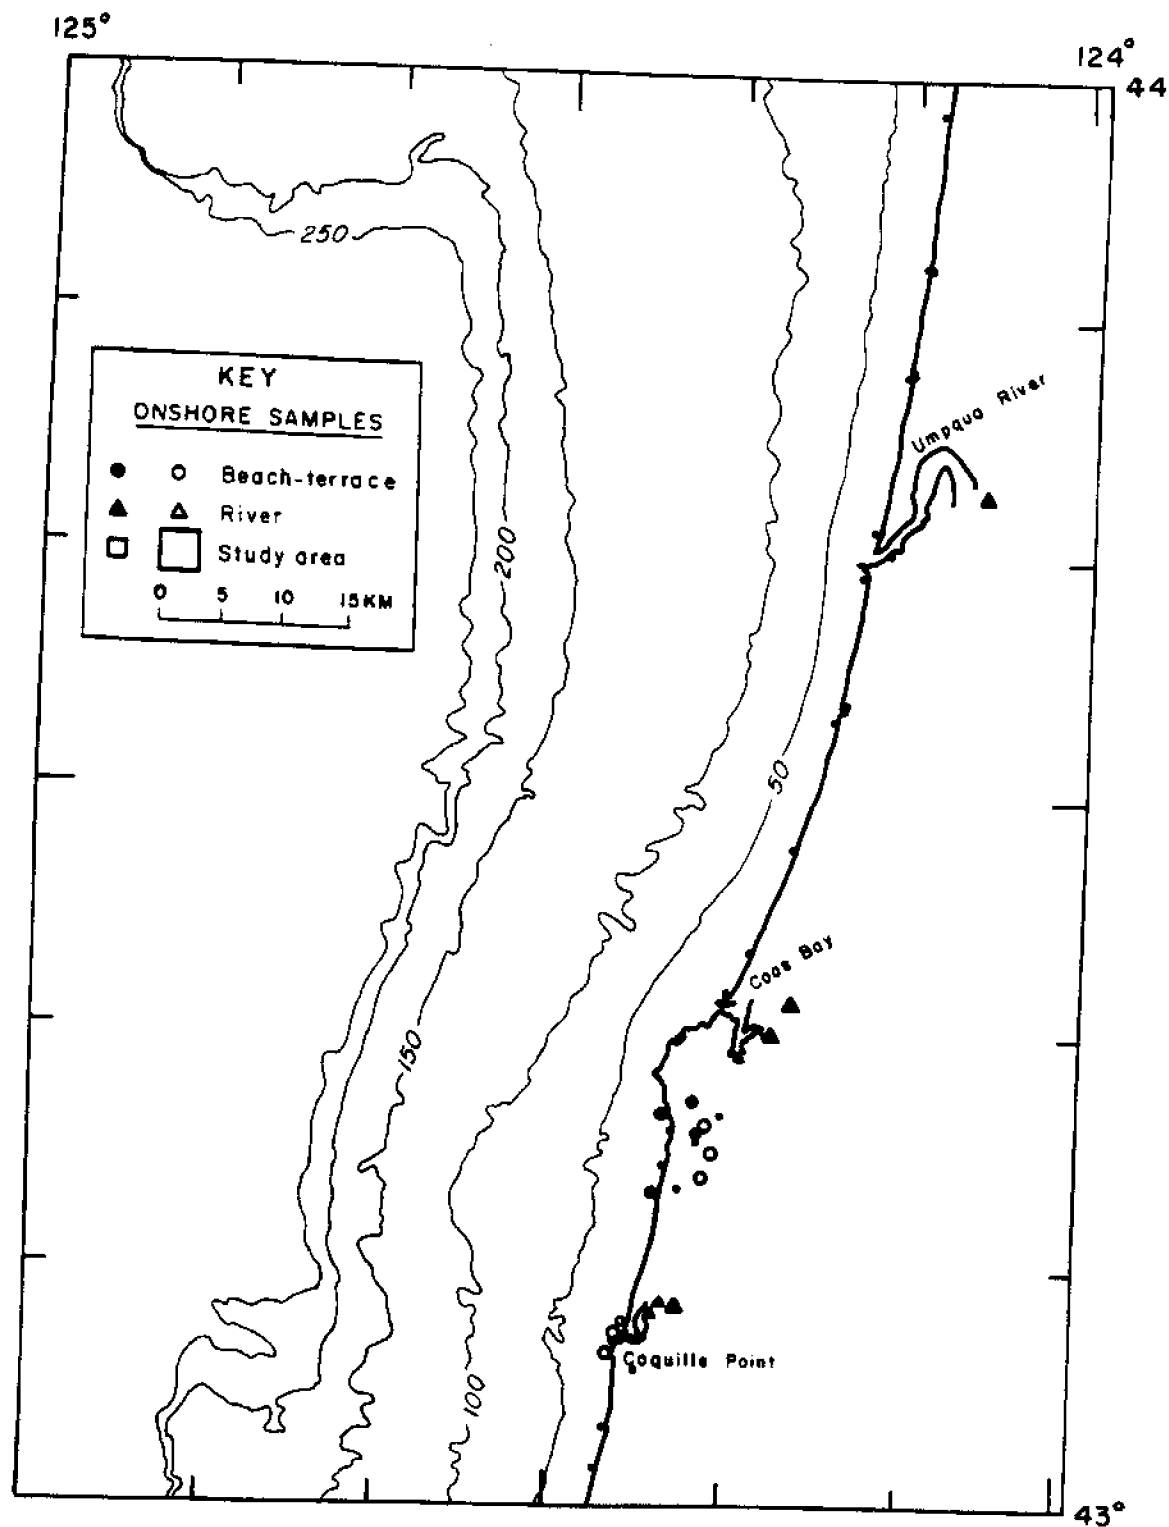 125°
124°
44
250
KEY
ONSHORE SAMPLES
Beach-terrace
River
Study area
0 5 10 15KM
Umpqua River
200
50
Coos Bay
150
Coquille Point
100
43°